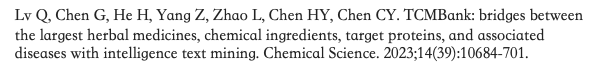 Lv Q, Chen G, He H, Yang Z, Zhao L, Chen HY, Chen CY. TCMBank: bridges between
the largest herbal medicines, chemical ingredients, target proteins, and associated
diseases with intelligence text mining. Chemical Science. 2023;14(39):10684-701.